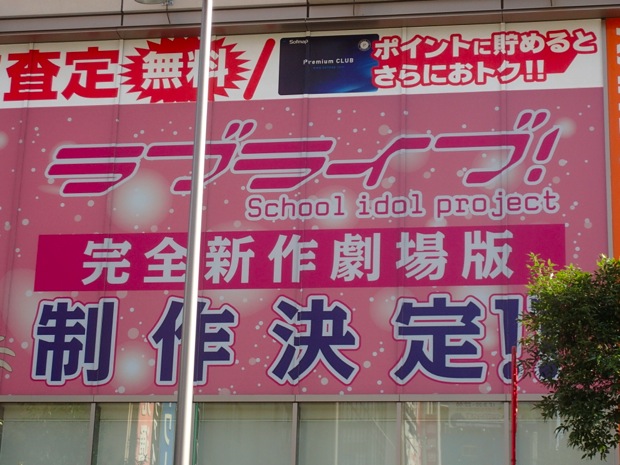 査定無料
Sofmap
Premium CLUB
ポイントに貯めると
さらにおトク!!
ラブライブ!
School idol project
完全新作劇場版
制作決定!!